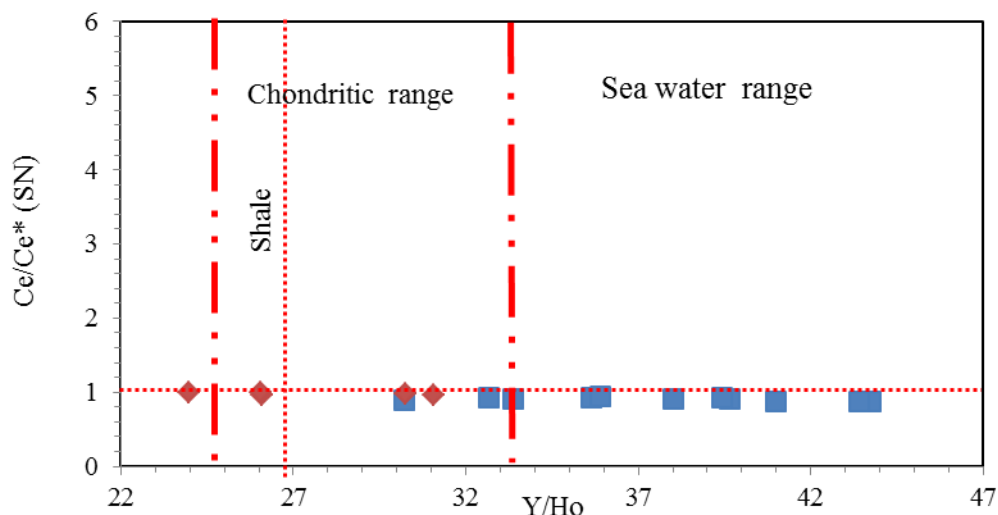 6
5
4
3
2
1
0
Ce/Ce* (SN)
Chondritic range
Sea water range
Shale
22
27
32
37
42
47
Y/Ho